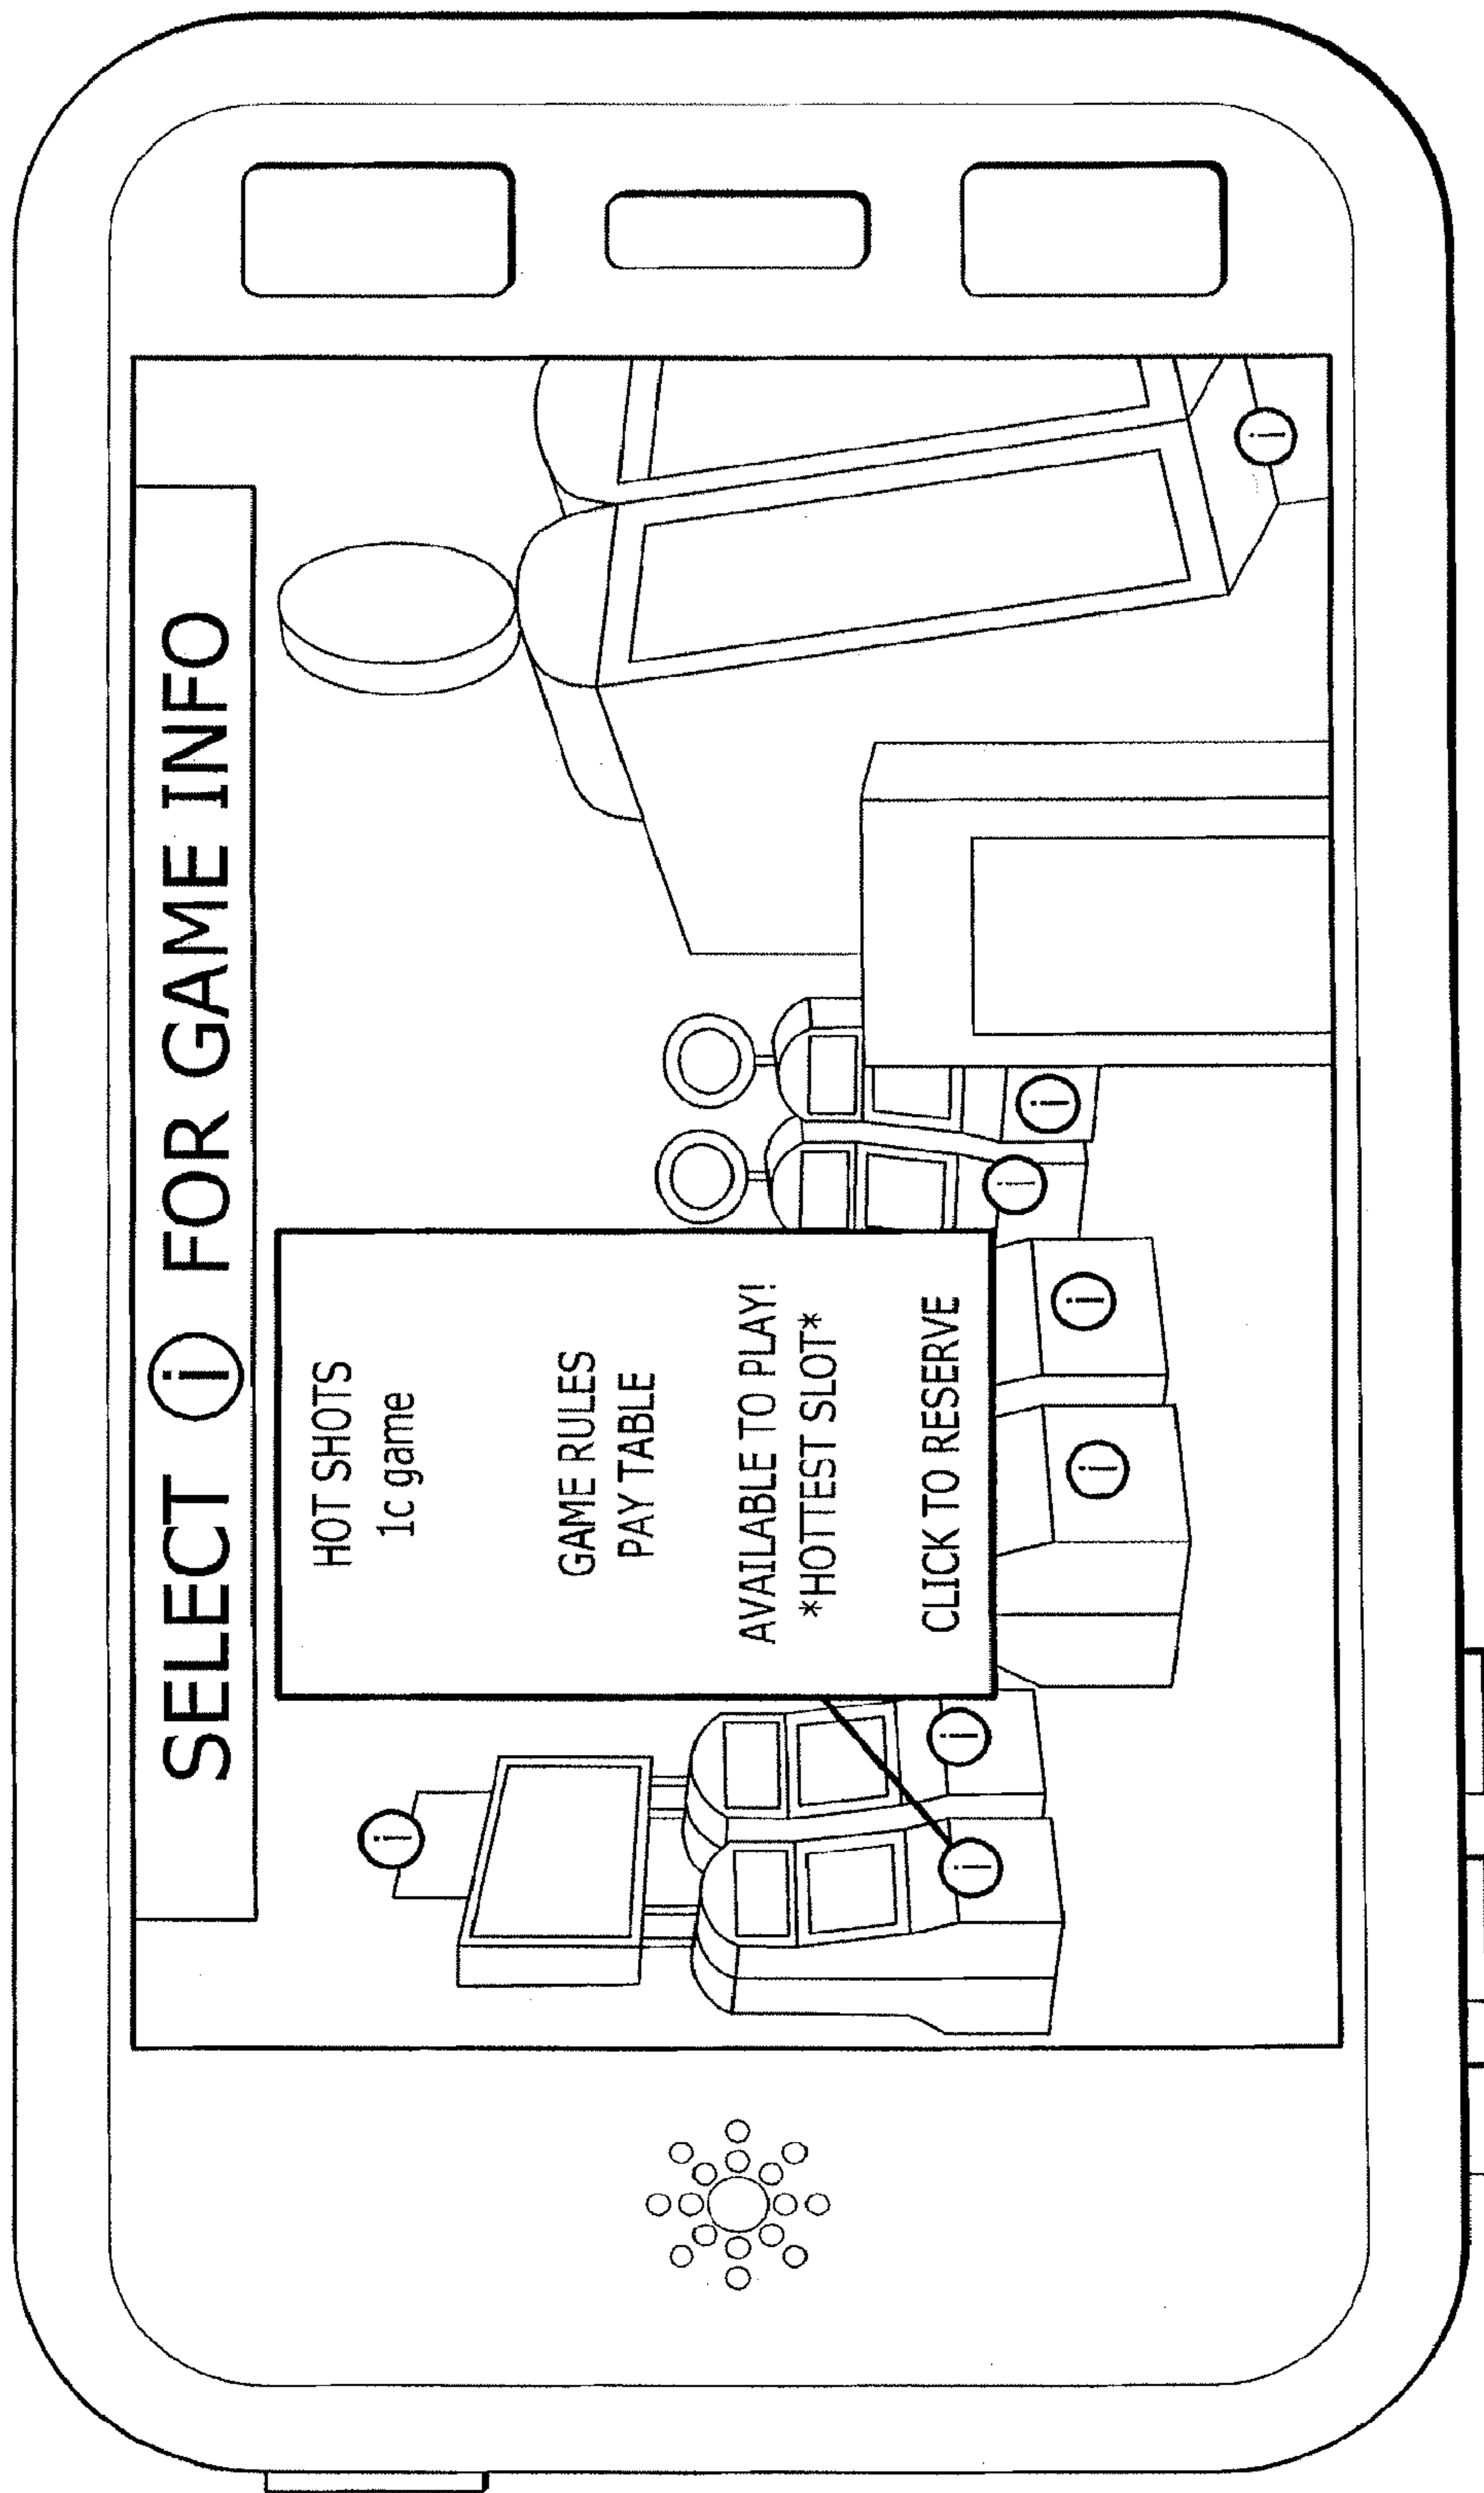 SELECT i FOR GAME INFO
HOT SHOTS
1c game
GAME RULES
PAY TABLE
AVAILABLE TO PLAY!
*HOTTEST SLOT*
CLICK TO RESERVE
i
i
i
i
i
i
i
i